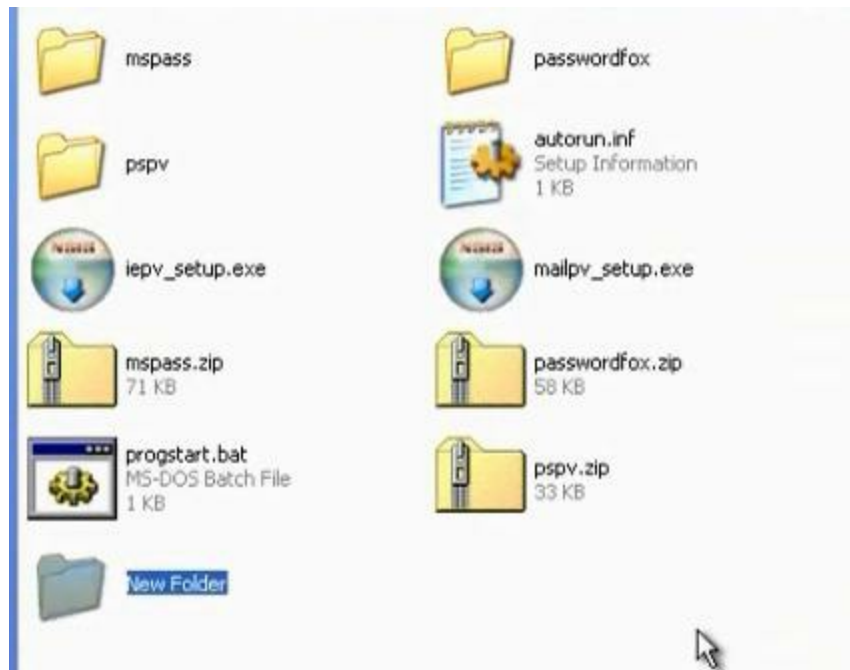 mspass
passwordfox
pspv
autorun.inf
Setup Information
1 KB
iepv_setup.exe
mailpv_setup.exe
mspass.zip
71 KB
passwordfox.zip
58 KB
progstart.bat
MS-DOS Batch File
1 KB
pspv.zip
33 KB
New Folder